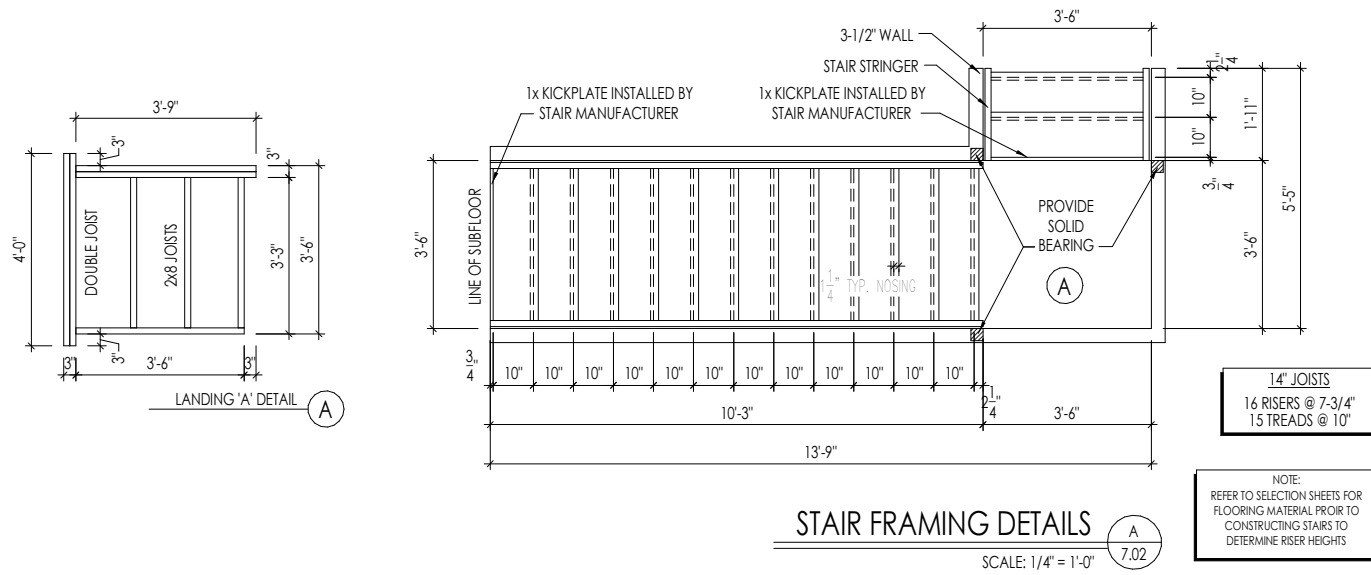 3'-9"
3"
3"
4'-0"
DOUBLE JOIST
2x8 JOISTS
3'-3"
3'-6"
3"
3"
3'-6"
3"
LANDING 'A' DETAIL
A
3'-6"
3-1/2" WALL
STAIR STRINGER
1x KICKPLATE INSTALLED BY
STAIR MANUFACTURER
1x KICKPLATE INSTALLED BY
STAIR MANUFACTURER
2 1/4"
10"
10"
3/4"
1'-11"
3'-6"
5'-5"
3'-6"
LINE OF SUBFLOOR
1 1/4" TYP. NOSING
PROVIDE
SOLID
BEARING
A
3/4"
10" 10" 10" 10" 10" 10" 10" 10" 10" 10" 10" 10"
2 1/4"
10'-3"
3'-6"
13'-9"
14" JOISTS
16 RISERS @ 7-3/4"
15 TREADS @ 10"
NOTE:
REFER TO SELECTION SHEETS FOR
FLOORING MATERIAL PROIR TO
CONSTRUCTING STAIRS TO
DETERMINE RISER HEIGHTS
STAIR FRAMING DETAILS
A
7.02
SCALE: 1/4" = 1'-0"